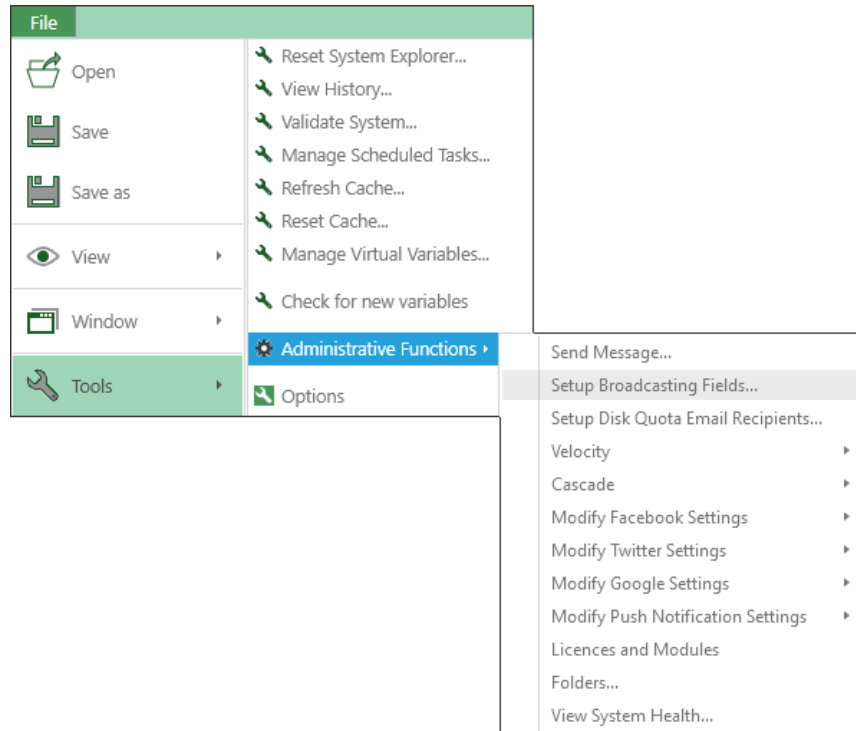 File
Open
Save
Save as
View
Window
Tools
Reset System Explorer...
View History...
Validate System...
Manage Scheduled Tasks...
Refresh Cache...
Reset Cache...
Manage Virtual Variables...
Check for new variables
Administrative Functions
Options
Send Message...
Setup Broadcasting Fields...
Setup Disk Quota Email Recipients...
Velocity
Cascade
Modify Facebook Settings
Modify Twitter Settings
Modify Google Settings
Modify Push Notification Settings
Licences and Modules
Folders...
View System Health...